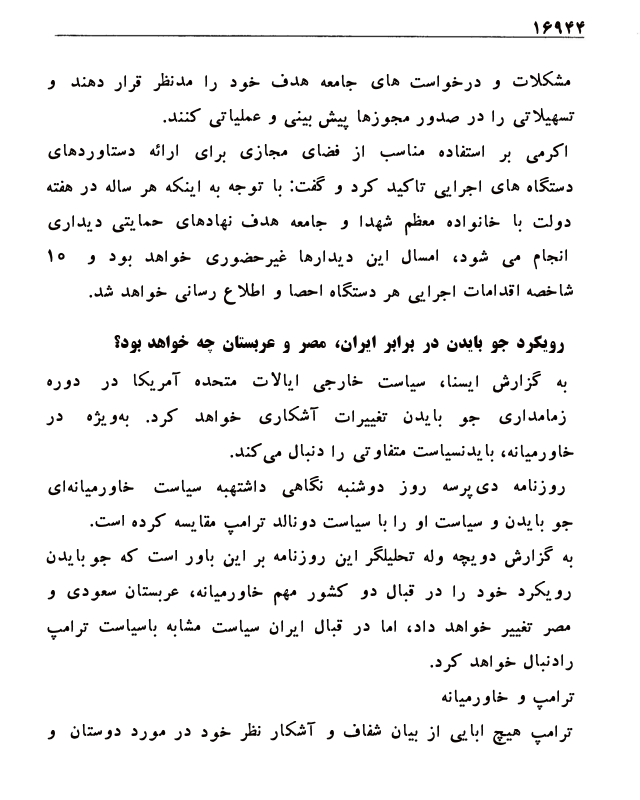 ۱۶۹۴۴
مشکلات و درخواست های جامعه هدف خود را مدنظر قرار دهند و
تسهیلاتی را در صدور مجوزها پیش بینی و عملیاتی کنند.
اکرمی بر استفاده مناسب از فضای مجازی برای ارائه دستاوردهای
دستگاه های اجرایی تاکید کرد و گفت: با توجه به اینکه هر ساله در هفته
دولت با خانواده معظم شهدا و جامعه هدف نهادهای حمایتی دیداری
انجام می شود، امسال این دیدارها غیرحضوری خواهد بود و ۱۰
شاخصه اقدامات اجرایی هر دستگاه احصا و اطلاع رسانی خواهد شد.
رویکرد جو بایدن در برابر ایران، مصر و عربستان چه خواهد بود؟
به گزارش ایسنا، سیاست خارجی ایالات متحده آمریکا در دوره
زمامداری جو بایدن تغییرات آشکاری خواهد کرد. به‌ویژه در
خاورمیانه، بایدنسیاست متفاوتی را دنبال می‌کند.
روزنامه دی‌پرسه روز دوشنبه نگاهی داشتهبه سیاست خاورمیانه‌ای
جو بایدن و سیاست او را با سیاست دونالد ترامپ مقایسه کرده است.
به گزارش دویچه وله تحلیلگر این روزنامه بر این باور است که جو بایدن
رویکرد خود را در قبال دو کشور مهم خاورمیانه، عربستان سعودی و
مصر تغییر خواهد داد، اما در قبال ایران سیاست مشابه باسیاست ترامپ
رادنبال خواهد کرد.
ترامپ و خاورمیانه
ترامپ هیچ ابایی از بیان شفاف و آشکار نظر خود در مورد دوستان و